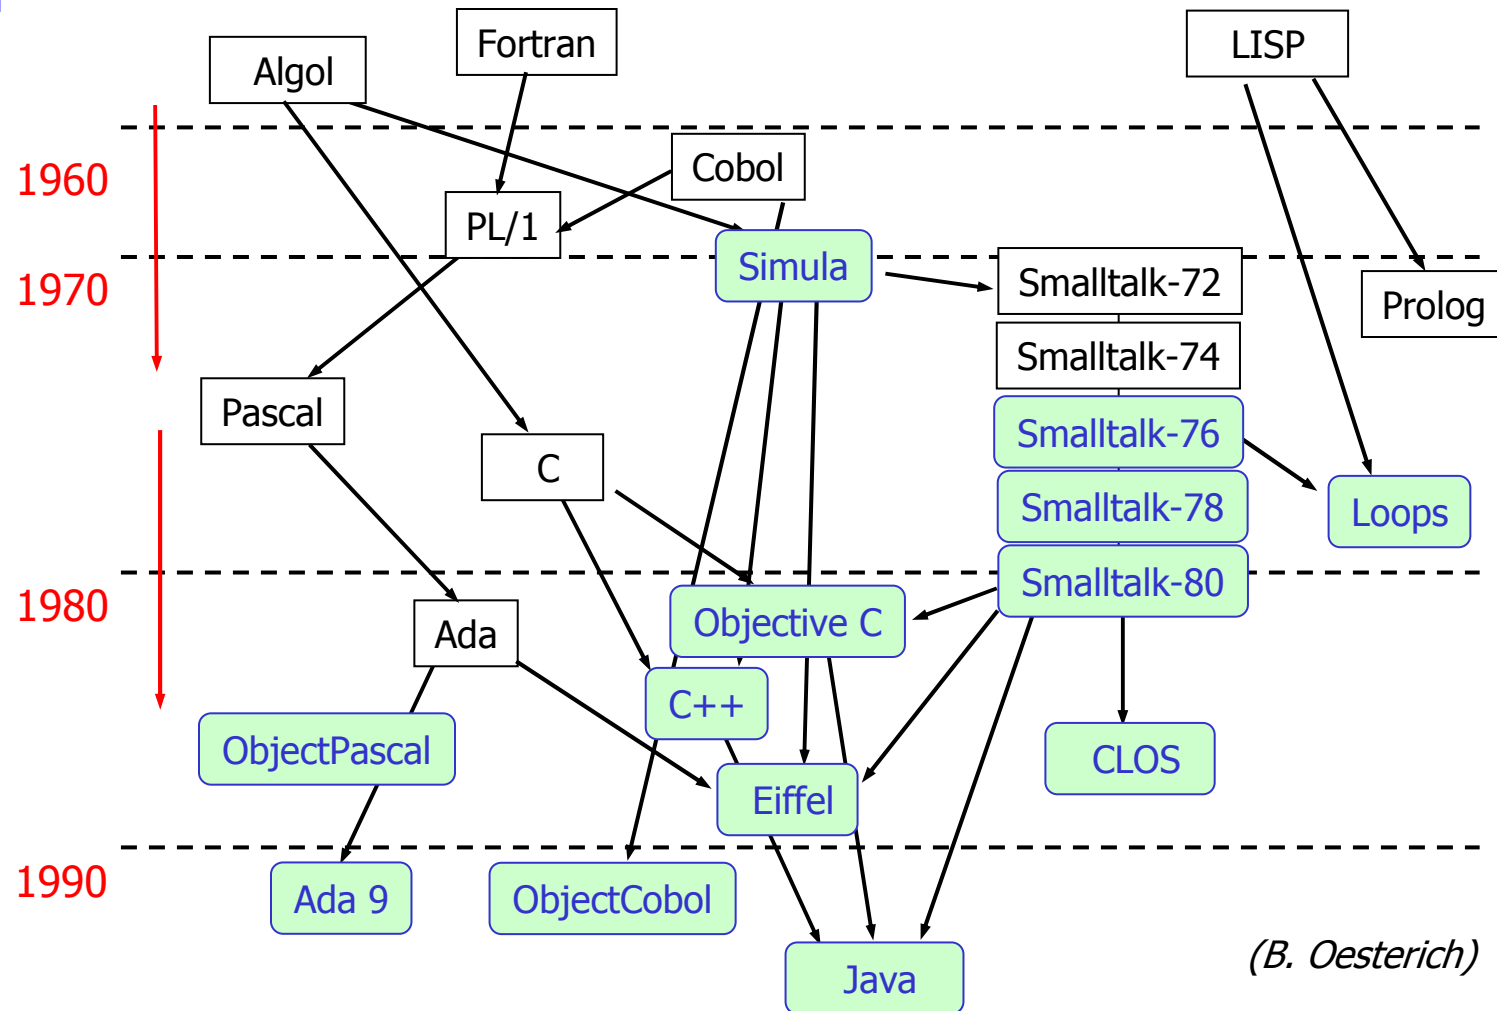 Fortran
LISP
Algol
Cobol
1960
PL/1
Simula
Smalltalk-72
1970
Prolog
Smalltalk-74
Pascal
Smalltalk-76
C
Smalltalk-78
Loops
Smalltalk-80
1980
Objective C
Ada
C++
ObjectPascal
CLOS
Eiffel
1990
Ada 9
ObjectCobol
(B. Oesterich)
Java